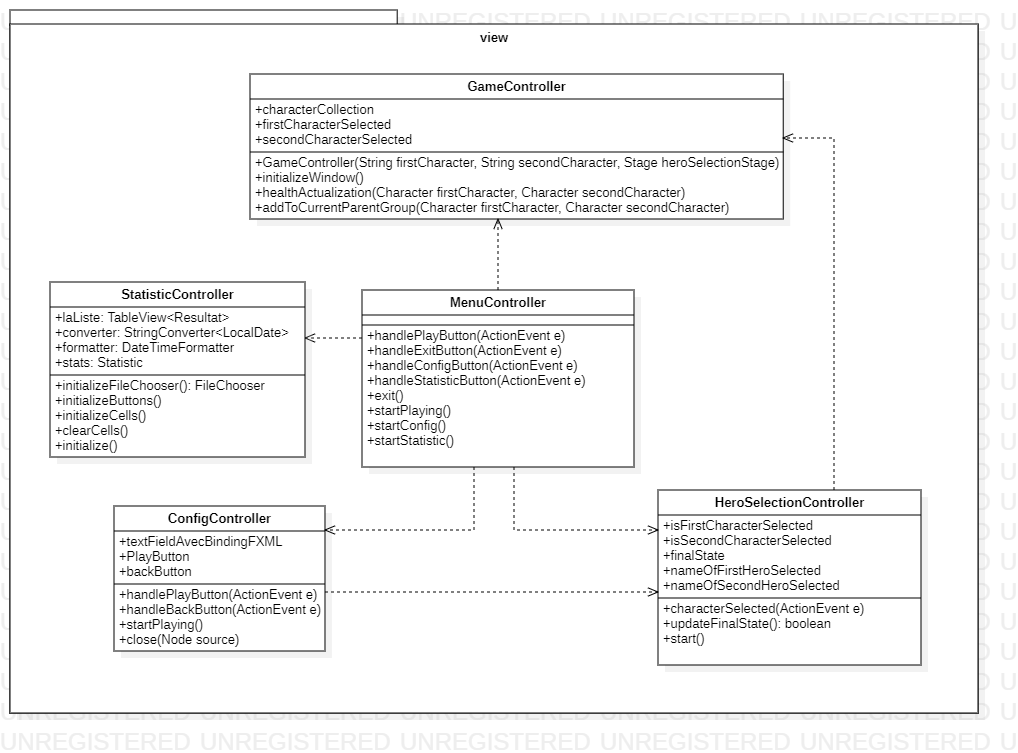 view
GameController
+characterCollection
+firstCharacterSelected
+secondCharacterSelected
+GameController(String firstCharacter, String secondCharacter, Stage heroSelectionStage)
+initializeWindow()
+healthActualization(Character firstCharacter, Character secondCharacter)
+addToCurrentParentGroup(Character firstCharacter, Character secondCharacter)
StatisticController
+laListe: TableView<Resultat>
+converter: StringConverter<LocalDate>
+formatter: DateTimeFormatter
+stats: Statistic
+initializeFileChooser(): FileChooser
+initializeButtons()
+initializeCells()
+clearCells()
+initialize()
MenuController
+handlePlayButton(ActionEvent e)
+handleExitButton(ActionEvent e)
+handleConfigButton(ActionEvent e)
+handleStatisticButton(ActionEvent e)
+exit()
+startPlaying()
+startConfig()
+startStatistic()
ConfigController
+textFieldAvecBindingFXML
+PlayButton
+backButton
+handlePlayButton(ActionEvent e)
+handleBackButton(ActionEvent e)
+startPlaying()
+close(Node source)
HeroSelectionController
+isFirstCharacterSelected
+isSecondCharacterSelected
+finalState
+nameOfFirstHeroSelected
+nameOfSecondHeroSelected
+characterSelected(ActionEvent e)
+updateFinalState(): boolean
+start()
UNREGISTERED UNREGISTERED UNREGISTERED UNREGISTERED UNREGISTERED U